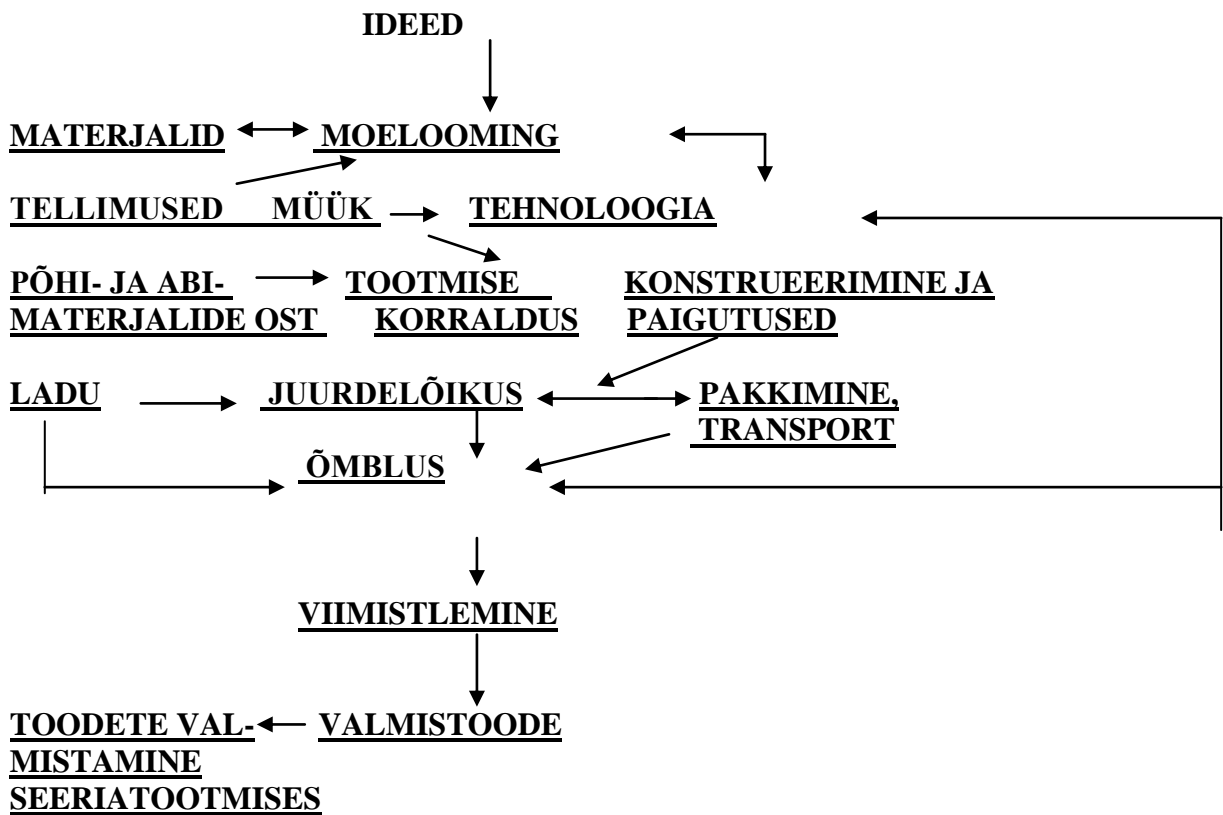 IDEED
MATERJALID MOELOOMING
TELLIMUSED MÜÜK TEHNOLOOGIA
PÕHI- JA ABI- TOOTMISE KONSTRUEERIMINE JA
MATERJALIDE OST KORRALDUS PAIGUTUSED
LADU JUURDELÕIKUS PAKKIMINE,
TRANSPORT
ÕMBLUS
VIIMISTLEMINE
TOODETE VAL- VALMISTOODE
MISTAMINE
SEERIATOOTMISES